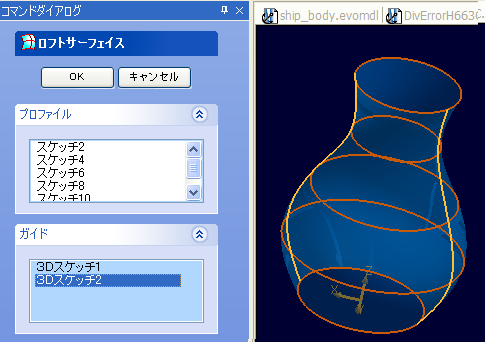 コマンドダイアログ
ship_body.evomdl
DivErrorH663
ロフトサーフェイス
OK
キャンセル
プロファイル
スケッチ2
スケッチ4
スケッチ6
スケッチ8
スケッチ10
ガイド
3Dスケッチ1
3Dスケッチ2
Z
X